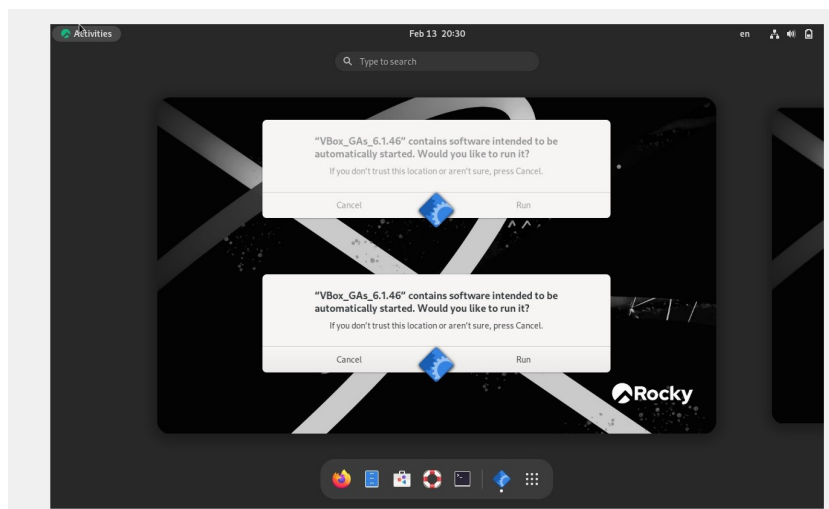 Activities
Feb 13 20:30
en
Type to search
“VBox_GAs_6.1.46” contains software intended to be
automatically started. Would you like to run it?
If you don't trust this location or aren't sure, press Cancel.
Cancel
Run
“VBox_GAs_6.1.46” contains software intended to be
automatically started. Would you like to run it?
If you don't trust this location or aren't sure, press Cancel.
Cancel
Run
Rocky